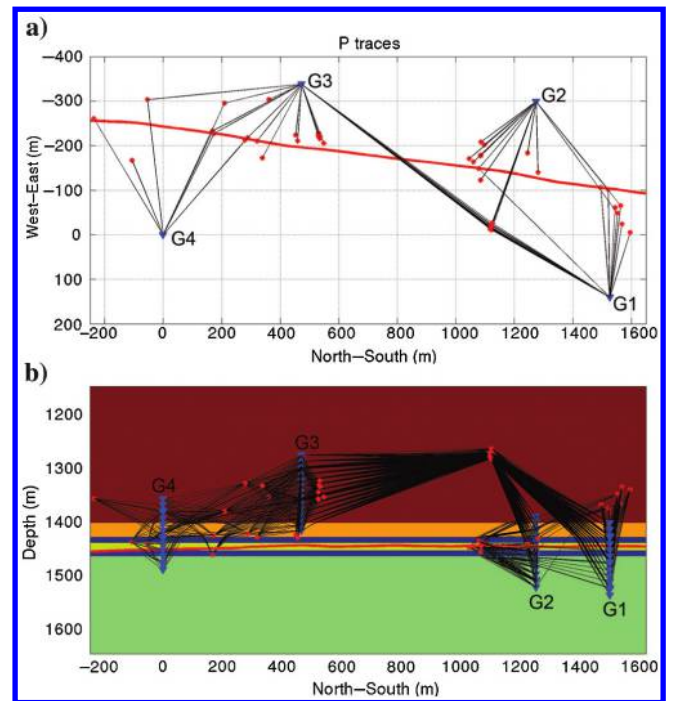 a)
P traces
−400
−300
−200
−100
0
100
200
West−East (m)
G3
G2
G4
G1
−200 0 200 400 600 800 1000 1200 1400 1600
North−South (m)
b)
1200
1300
1400
1500
1600
Depth (m)
G3
G4
G2
G1
−200 0 200 400 600 800 1000 1200 1400 1600
North−South (m)